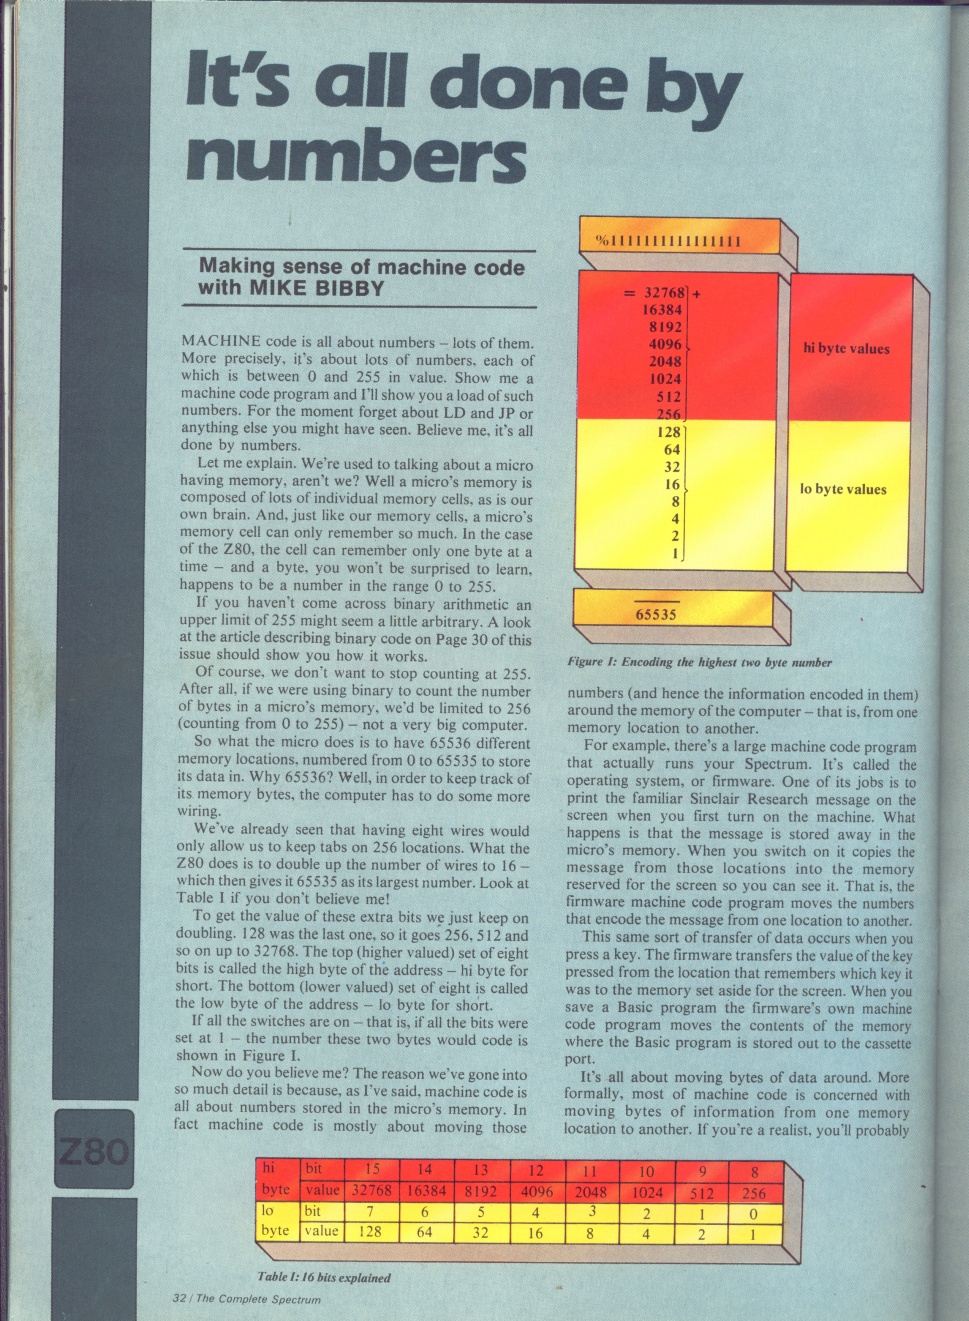 It's all done by
numbers
Making sense of machine code
with MIKE BIBBY
MACHINE code is all about numbers – lots of them.
More precisely, it's about lots of numbers, each of
which is between 0 and 255 in value. Show me a
machine code program and I'll show you a load of such
numbers. For the moment forget about LD and JP or
anything else you might have seen. Believe me, it's all
done by numbers.
Let me explain. We're used to talking about a micro
having memory, aren't we? Well a micro's memory is
composed of lots of individual memory cells, as is our
own brain. And, just like our memory cells, a micro's
memory cell can only remember so much. In the case
of the Z80, the cell can remember only one byte at a
time – and a byte, you won't be surprised to learn,
happens to be a number in the range 0 to 255.
If you haven't come across binary arithmetic an
upper limit of 255 might seem a little arbitrary. A look
at the article describing binary code on Page 30 of this
issue should show you how it works.
Of course, we don't want to stop counting at 255.
After all, if we were using binary to count the number
of bytes in a micro's memory, we'd be limited to 256
(counting from 0 to 255) – not a very big computer.
So what the micro does is to have 65536 different
memory locations, numbered from 0 to 65535 to store
its data in. Why 65536? Well, in order to keep track of
its memory bytes, the computer has to do some more
wiring.
We've already seen that having eight wires would
only allow us to keep tabs on 256 locations. What the
Z80 does is to double up the number of wires to 16 –
which then gives it 65535 as its largest number. Look at
Table I if you don't believe me!
To get the value of these extra bits we just keep on
doubling. 128 was the last one, so it goes 256, 512 and
so on up to 32768. The top (higher valued) set of eight
bits is called the high byte of the address – hi byte for
short. The bottom (lower valued) set of eight is called
the low byte of the address – lo byte for short.
If all the switches are on – that is, if all the bits were
set at 1 – the number these two bytes would code is
shown in Figure I.
Now do you believe me? The reason we've gone into
so much detail is because, as I've said, machine code is
all about numbers stored in the micro's memory. In
fact machine code is mostly about moving those
%1111111111111111
= 32768 +
16384
8192
4096
2048
1024
512
256
128
64
32
16
8
4
2
1
hi byte values
lo byte values
65535
Figure I: Encoding the highest two byte number
numbers (and hence the information encoded in them)
around the memory of the computer – that is, from one
memory location to another.
For example, there's a large machine code program
that actually runs your Spectrum. It's called the
operating system, or firmware. One of its jobs is to
print the familiar Sinclair Research message on the
screen when you first turn on the machine. What
happens is that the message is stored away in the
micro's memory. When you switch on it copies the
message from those locations into the memory
reserved for the screen so you can see it. That is, the
firmware machine code program moves the numbers
that encode the message from one location to another.
This same sort of transfer of data occurs when you
press a key. The firmware transfers the value of the key
pressed from the location that remembers which key it
was to the memory set aside for the screen. When you
save a Basic program the firmware's own machine
code program moves the contents of the memory
where the Basic program is stored out to the cassette
port.
It's all about moving bytes of data around. More
formally, most of machine code is concerned with
moving bytes of information from one memory
location to another. If you're a realist, you'll probably
Z80
hi bit 15 14 13 12 11 10 9 8
byte value 32768 16384 8192 4096 2048 1024 512 256
lo bit 7 6 5 4 3 2 1 0
byte value 128 64 32 16 8 4 2 1
Table I: 16 bits explained
32 / The Complete Spectrum